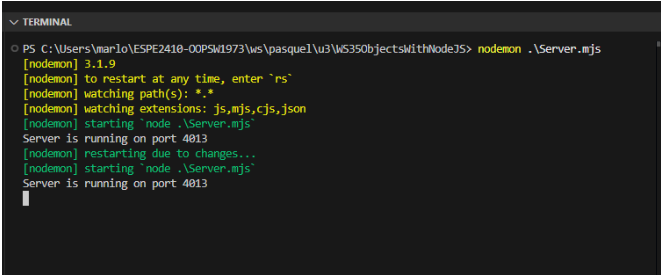 TERMINAL
PS C:\Users\marlo\ESPE2410-OOPSW1973\ws\pasquel\u3\WS35ObjectsWithNodeJS> nodemon .\Server.mjs
[nodemon] 3.1.9
[nodemon] to restart at any time, enter `rs`
[nodemon] watching path(s): *.*
[nodemon] watching extensions: js,mjs,cjs,json
[nodemon] starting `node .\Server.mjs`
Server is running on port 4013
[nodemon] restarting due to changes...
[nodemon] starting `node .\Server.mjs`
Server is running on port 4013